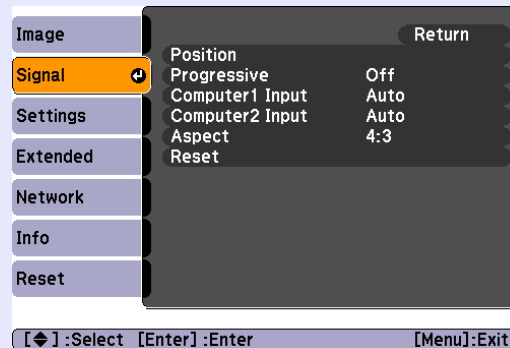 Image
Signal
Settings
Extended
Network
Info
Reset
Return
Position
Progressive Off
Computer1 Input Auto
Computer2 Input Auto
Aspect 4:3
Reset
[◆] :Select [Enter] :Enter [Menu]:Exit